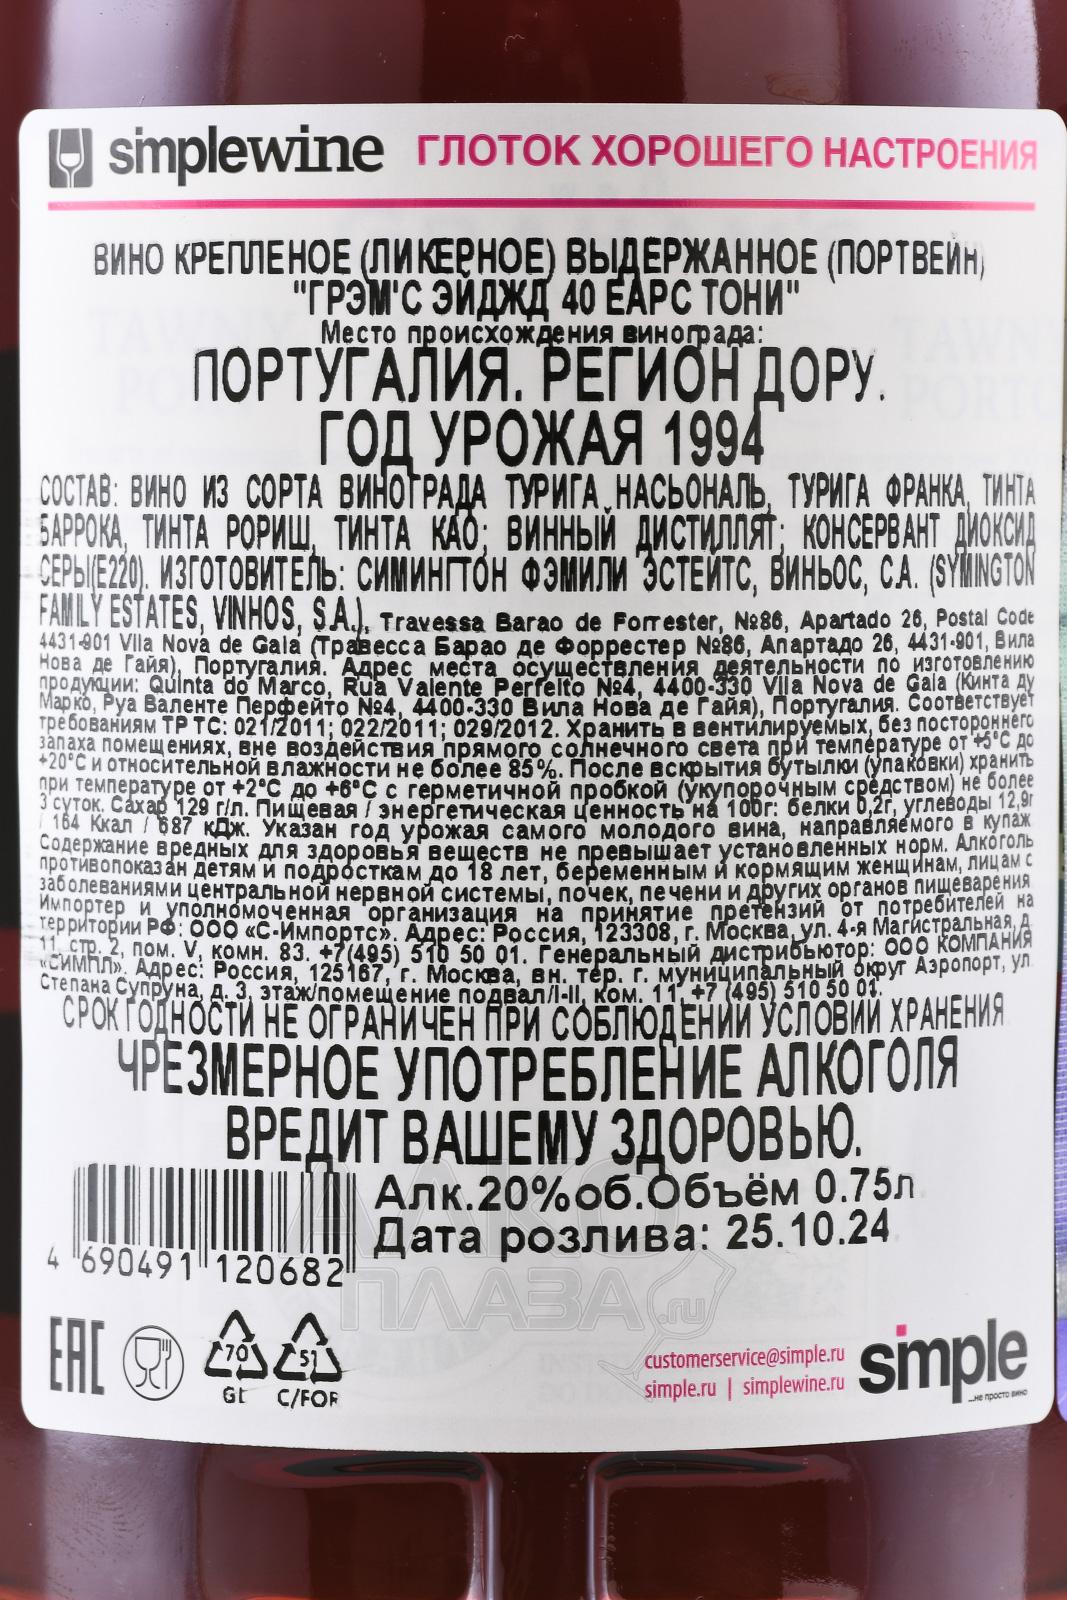 simplewine ГЛОТОК ХОРОШЕГО НАСТРОЕНИЯ
ВИНО КРЕПЛЕНОЕ (ЛИКЕРНОЕ) ВЫДЕРЖАННОЕ (ПОРТВЕЙН)
"ГРЭМ'С ЭЙДЖД 40 ЕАРС ТОНИ"
Место происхождения винограда:
ПОРТУГАЛИЯ. РЕГИОН ДОРУ.
ГОД УРОЖАЯ 1994
СОСТАВ: ВИНО ИЗ СОРТА ВИНОГРАДА ТУРИГА НАСЬОНАЛЬ, ТУРИГА ФРАНКА, ТИНТА
БАРРОКА, ТИНТА РОРИШ, ТИНТА КАО; ВИННЫЙ ДИСТИЛЛЯТ; КОНСЕРВАНТ ДИОКСИД
СЕРЫ(Е220). ИЗГОТОВИТЕЛЬ: СИМИНГТОН ФЭМИЛИ ЭСТЕЙТС, ВИНЬОС, С.А. (SYMINGTON
FAMILY ESTATES, VINHOS, S.A.), Travessa Barao de Forrester, №86, Apartado 26, Postal Code
4431-901 Vila Nova de Gaia (Травесса Барао де Форрестер №86, Апартадо 26, 4431-901, Вила
Нова де Гайя), Португалия. Адрес места осуществления деятельности по изготовлению
продукции: Quinta do Marco, Rua Valente Perfeito №4, 4400-330 Vila Nova de Gaia (Кинта ду
Марко, Руа Валенте Перфейто №4, 4400-330 Вила Нова де Гайя), Португалия. Соответствует
требованиям ТР ТС: 021/2011; 022/2011; 029/2012. Хранить в вентилируемых, без постороннего
запаха помещениях, вне воздействия прямого солнечного света при температуре от +5°С до
+20°С и относительной влажности не более 85%. После вскрытия бутылки (упаковки) хранить
при температуре от +2°С до +6°С с герметичной пробкой (укупорочным средством) не более
3 суток. Сахар 129 г/л. Пищевая / энергетическая ценность на 100г: белки 0,2г, углеводы 12,9г
/ 164 Ккал / 687 кДж. Указан год урожая самого молодого вина, направляемого в купаж
Содержание вредных для здоровья веществ не превышает установленных норм. Алкоголь
противопоказан детям и подросткам до 18 лет, беременным и кормящим женщинам, лицам с
заболеваниями центральной нервной системы, почек, печени и других органов пищеварения
Импортер и уполномоченная организация на принятие претензий от потребителей на
территории РФ: ООО «С-Импортс». Адрес: Россия, 123308, г. Москва, ул. 4-я Магистральная, д.
11, стр. 2, пом. V, комн. 83. +7(495) 510 50 01. Генеральный дистрибьютор: ООО КОМПАНИЯ
«СИМПЛ». Адрес: Россия, 125167, г. Москва, вн. тер. г. муниципальный округ Аэропорт, ул.
Степана Супруна, д. 3, этаж/помещение подвал/I-II, ком. 11, +7 (495) 510 50 01.
СРОК ГОДНОСТИ НЕ ОГРАНИЧЕН ПРИ СОБЛЮДЕНИИ УСЛОВИЙ ХРАНЕНИЯ
ЧРЕЗМЕРНОЕ УПОТРЕБЛЕНИЕ АЛКОГОЛЯ
ВРЕДИТ ВАШЕМУ ЗДОРОВЬЮ.
Алк.20%об.Объём 0.75л
Дата розлива: 25.10.24
4 690491 120682
АЛКО
ПЛАЗА.ru
EAC
70
GL
51
C/FOR
customerservice@simple.ru
simple.ru | simplewine.ru
simple
...не просто вино